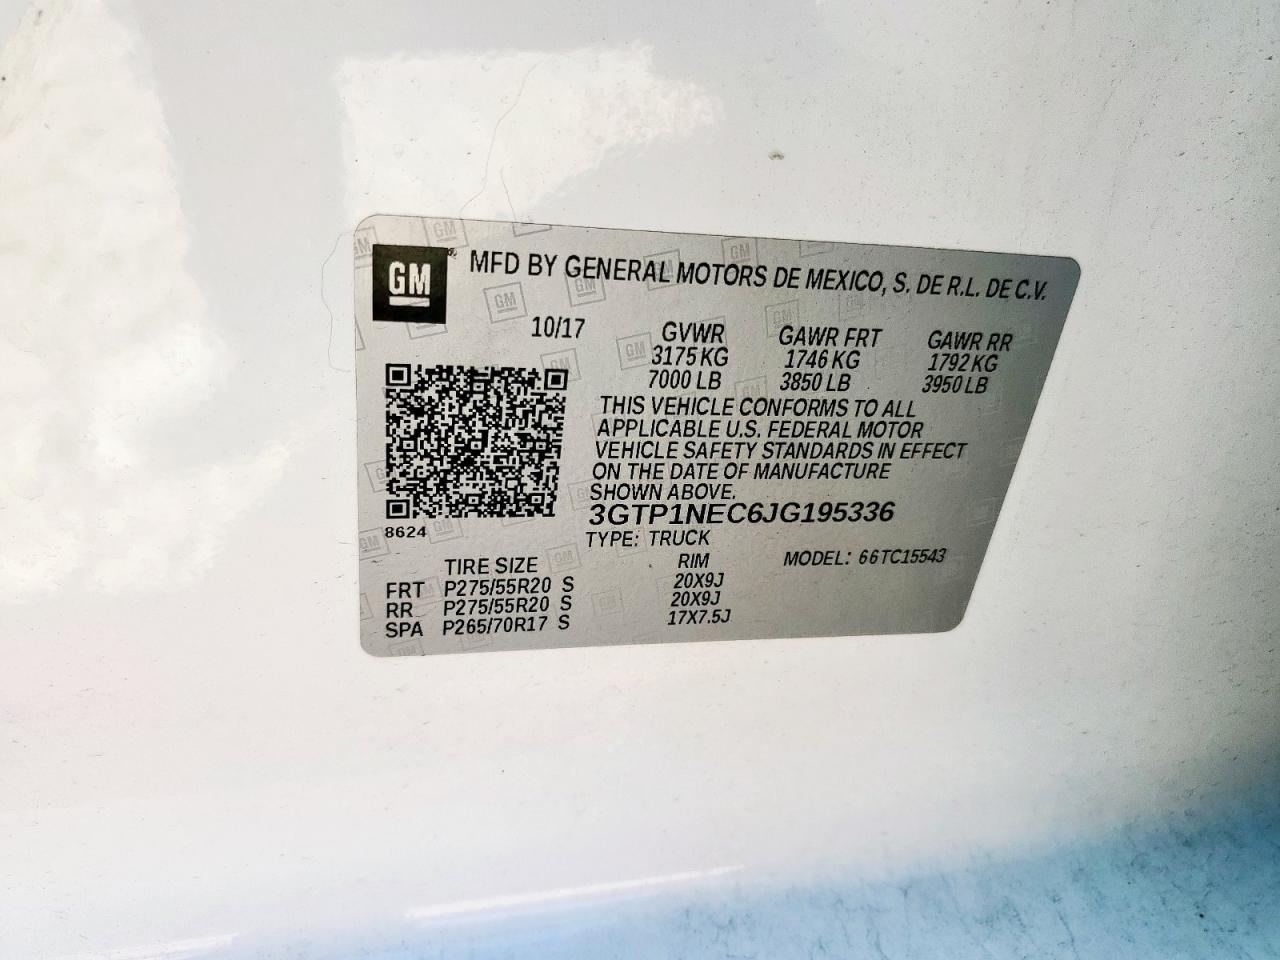 GM® MFD BY GENERAL MOTORS DE MEXICO, S. DE R.L. DE C.V.
10/17 GVWR GAWR FRT GAWR RR
3175 KG 1746 KG 1792 KG
7000 LB 3850 LB 3950 LB
THIS VEHICLE CONFORMS TO ALL
APPLICABLE U.S. FEDERAL MOTOR
VEHICLE SAFETY STANDARDS IN EFFECT
ON THE DATE OF MANUFACTURE
SHOWN ABOVE.
3GTP1NEC6JG195336
8624
TYPE: TRUCK MODEL: 66TC15543
TIRE SIZE RIM
FRT P275/55R20 S 20X9J
RR P275/55R20 S 20X9J
SPA P265/70R17 S 17X7.5J